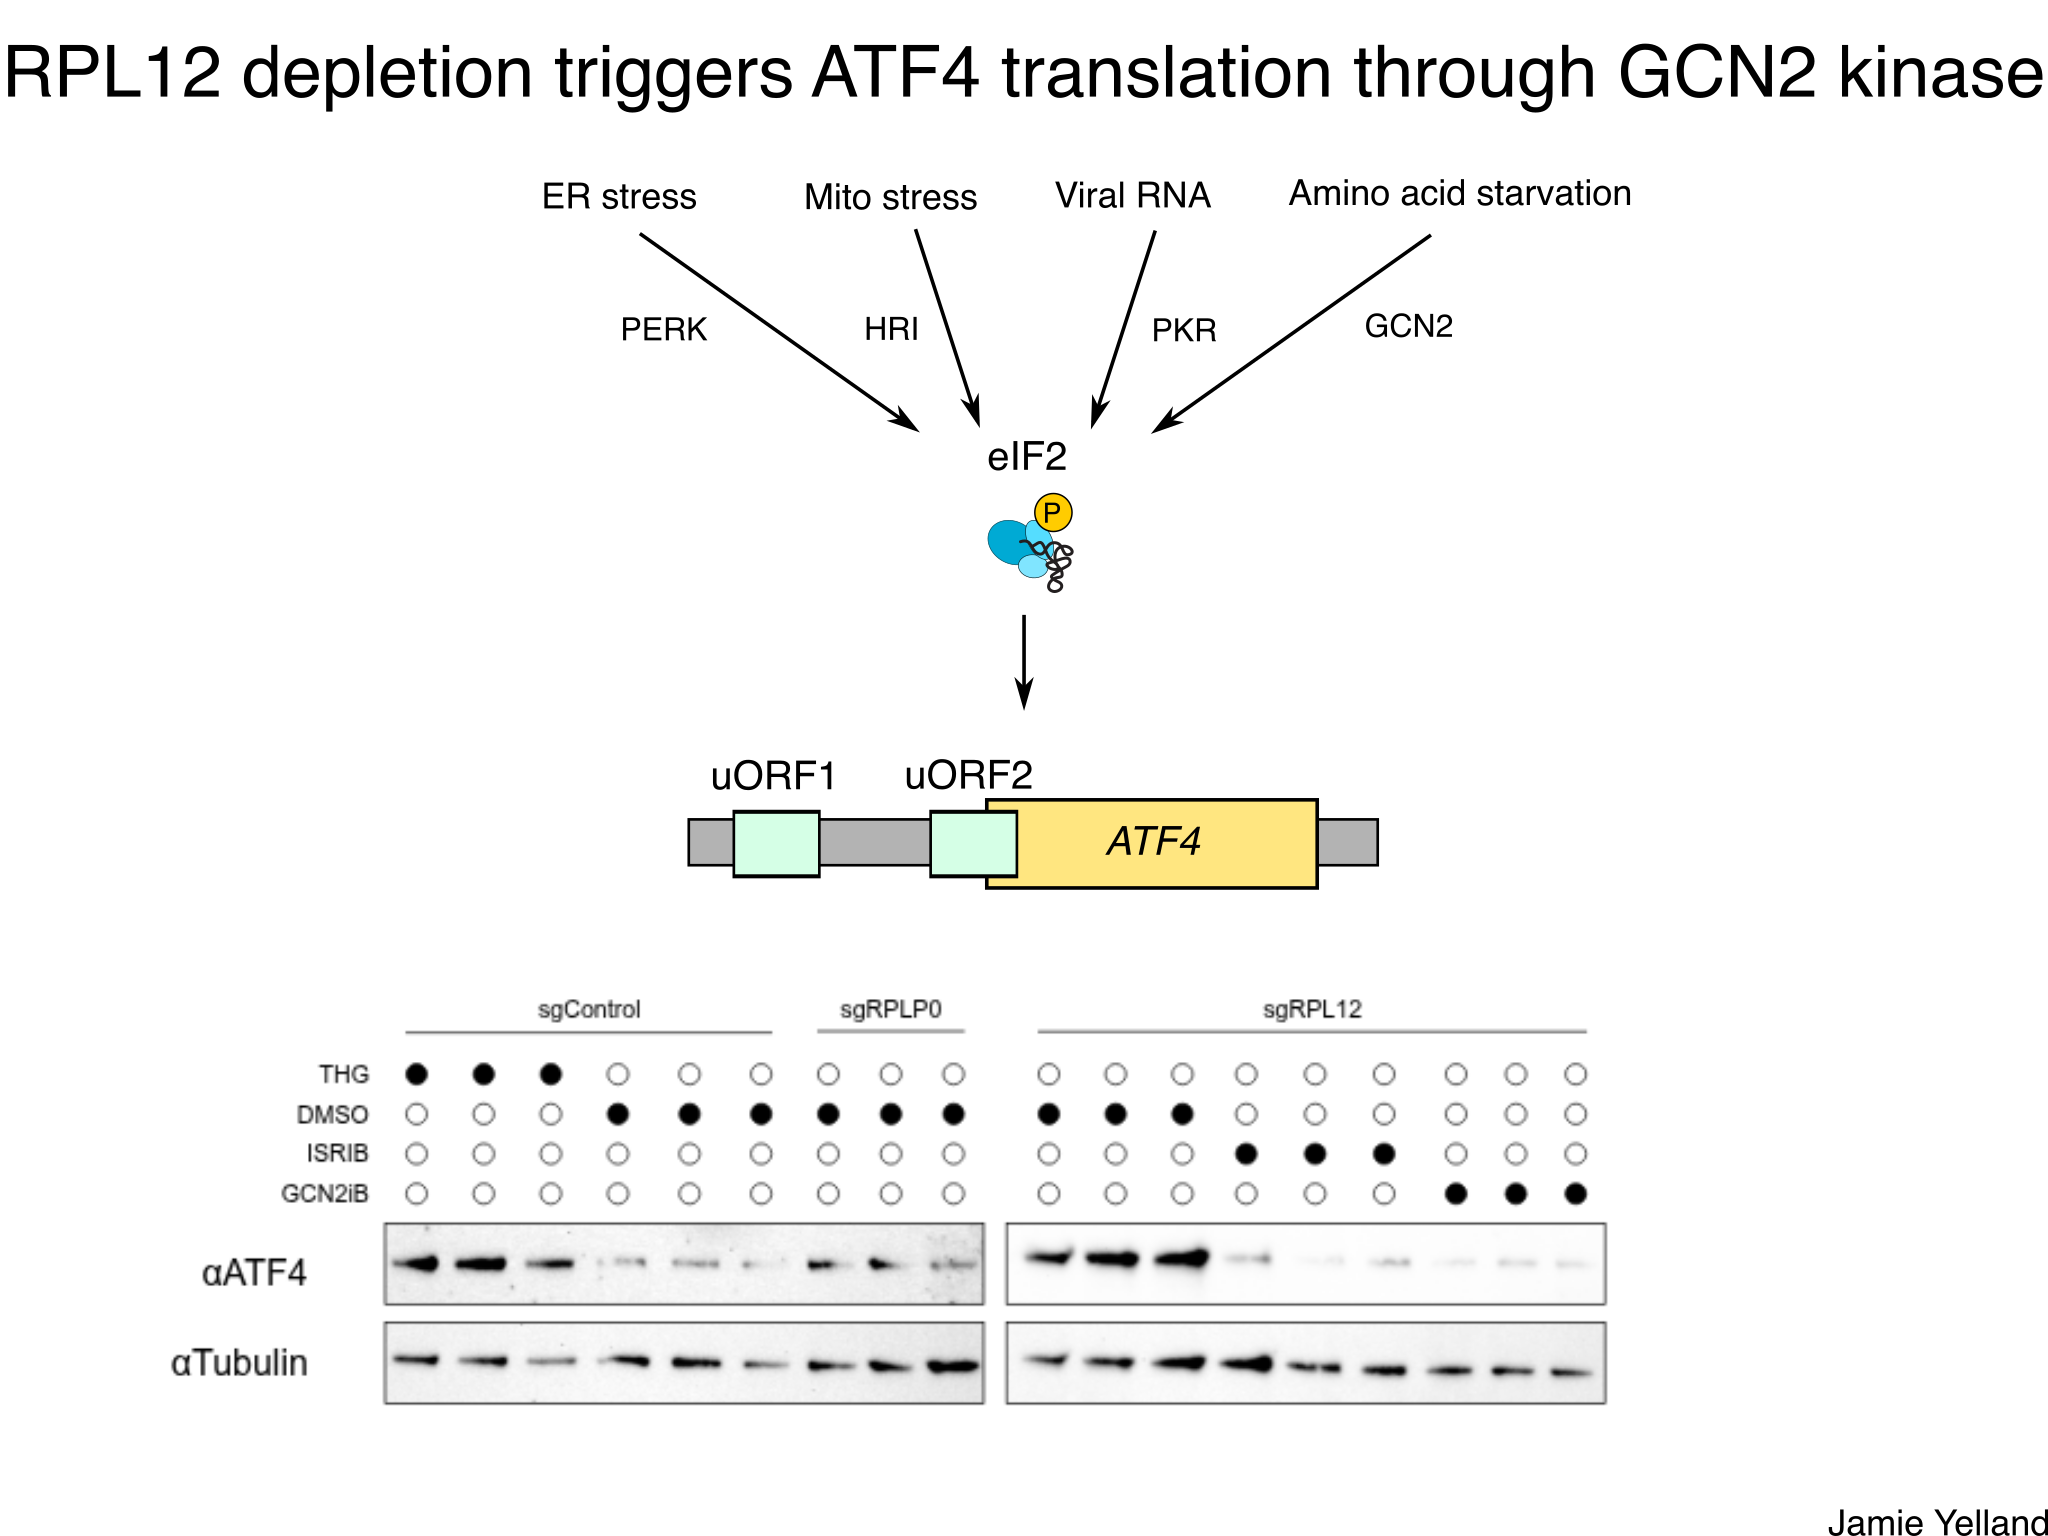 RPL12 depletion triggers ATF4 translation through GCN2 kinase
ER stress Mito stress Viral RNA Amino acid starvation
PERK HRI PKR GCN2
eIF2
P
uORF1 uORF2
ATF4
sgControl sgRPLP0 sgRPL12
THG
DMSO
ISRIB
GCN2iB
αATF4
αTubulin
Jamie Yelland